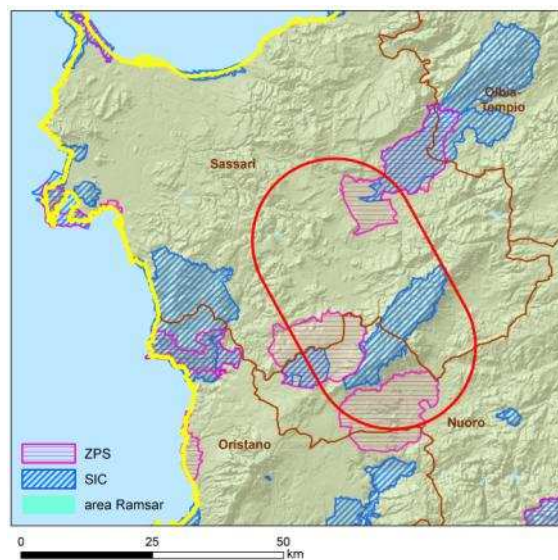 Olbia-
Tempio
Sassari
Nuoro
Oristano
ZPS
SIC
area Ramsar
0 25 50
km